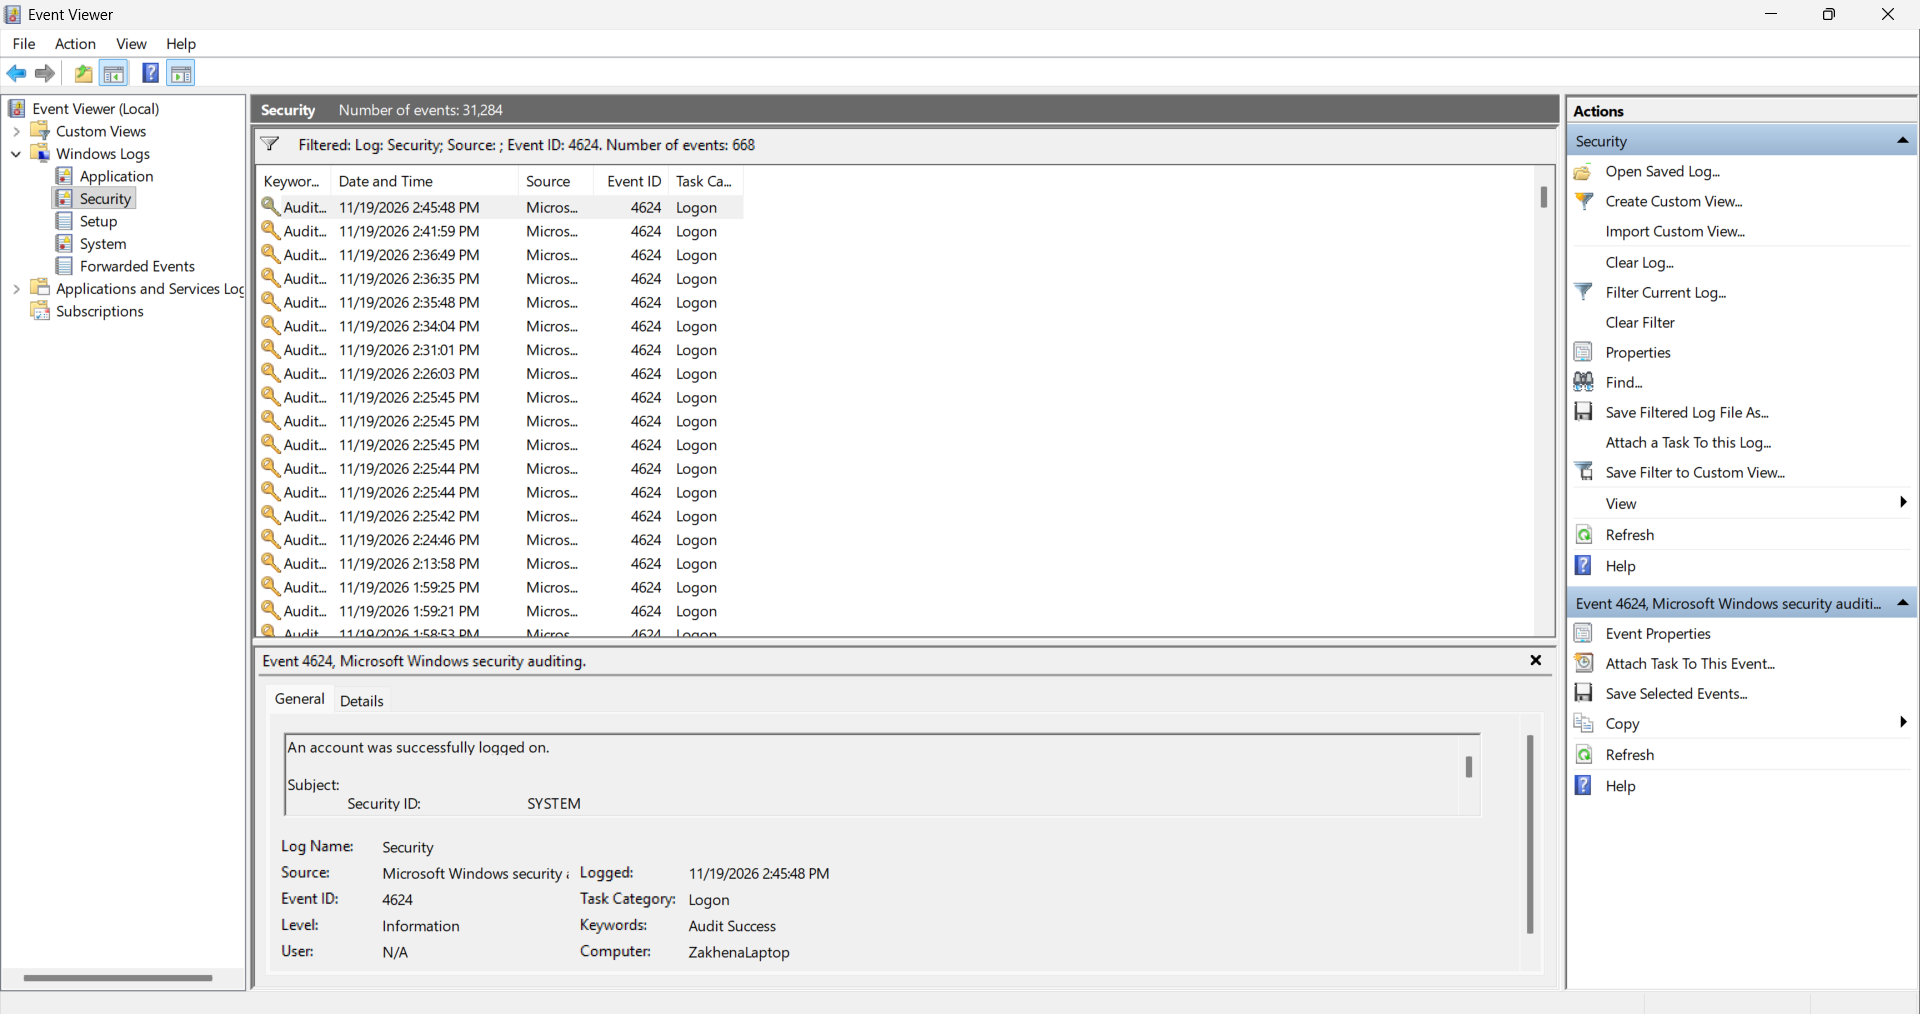 Event Viewer
File Action View Help
Event Viewer (Local)
Custom Views
Windows Logs
Application
Security
Setup
System
Forwarded Events
Applications and Services Log
Subscriptions
Security Number of events: 31,284
Filtered: Log: Security; Source: ; Event ID: 4624. Number of events: 668
Keywor... Date and Time Source Event ID Task Ca...
Audit... 11/19/2026 2:45:48 PM Micros... 4624 Logon
Audit... 11/19/2026 2:41:59 PM Micros... 4624 Logon
Audit... 11/19/2026 2:36:49 PM Micros... 4624 Logon
Audit... 11/19/2026 2:36:35 PM Micros... 4624 Logon
Audit... 11/19/2026 2:35:48 PM Micros... 4624 Logon
Audit... 11/19/2026 2:34:04 PM Micros... 4624 Logon
Audit... 11/19/2026 2:31:01 PM Micros... 4624 Logon
Audit... 11/19/2026 2:26:03 PM Micros... 4624 Logon
Audit... 11/19/2026 2:25:45 PM Micros... 4624 Logon
Audit... 11/19/2026 2:25:45 PM Micros... 4624 Logon
Audit... 11/19/2026 2:25:45 PM Micros... 4624 Logon
Audit... 11/19/2026 2:25:44 PM Micros... 4624 Logon
Audit... 11/19/2026 2:25:44 PM Micros... 4624 Logon
Audit... 11/19/2026 2:25:42 PM Micros... 4624 Logon
Audit... 11/19/2026 2:24:46 PM Micros... 4624 Logon
Audit... 11/19/2026 2:13:58 PM Micros... 4624 Logon
Audit... 11/19/2026 1:59:25 PM Micros... 4624 Logon
Audit... 11/19/2026 1:59:21 PM Micros... 4624 Logon
Audit... 11/19/2026 1:58:53 PM Micros... 4624 Logon
Event 4624, Microsoft Windows security auditing.
General Details
An account was successfully logged on.
Subject:
Security ID: SYSTEM
Log Name: Security
Source: Microsoft Windows security Logged: 11/19/2026 2:45:48 PM
Event ID: 4624 Task Category: Logon
Level: Information Keywords: Audit Success
User: N/A Computer: ZakhenaLaptop
Actions
Security
Open Saved Log...
Create Custom View...
Import Custom View...
Clear Log...
Filter Current Log...
Clear Filter
Properties
Find...
Save Filtered Log File As...
Attach a Task To this Log...
Save Filter to Custom View...
View
Refresh
Help
Event 4624, Microsoft Windows security auditi...
Event Properties
Attach Task To This Event...
Save Selected Events...
Copy
Refresh
Help